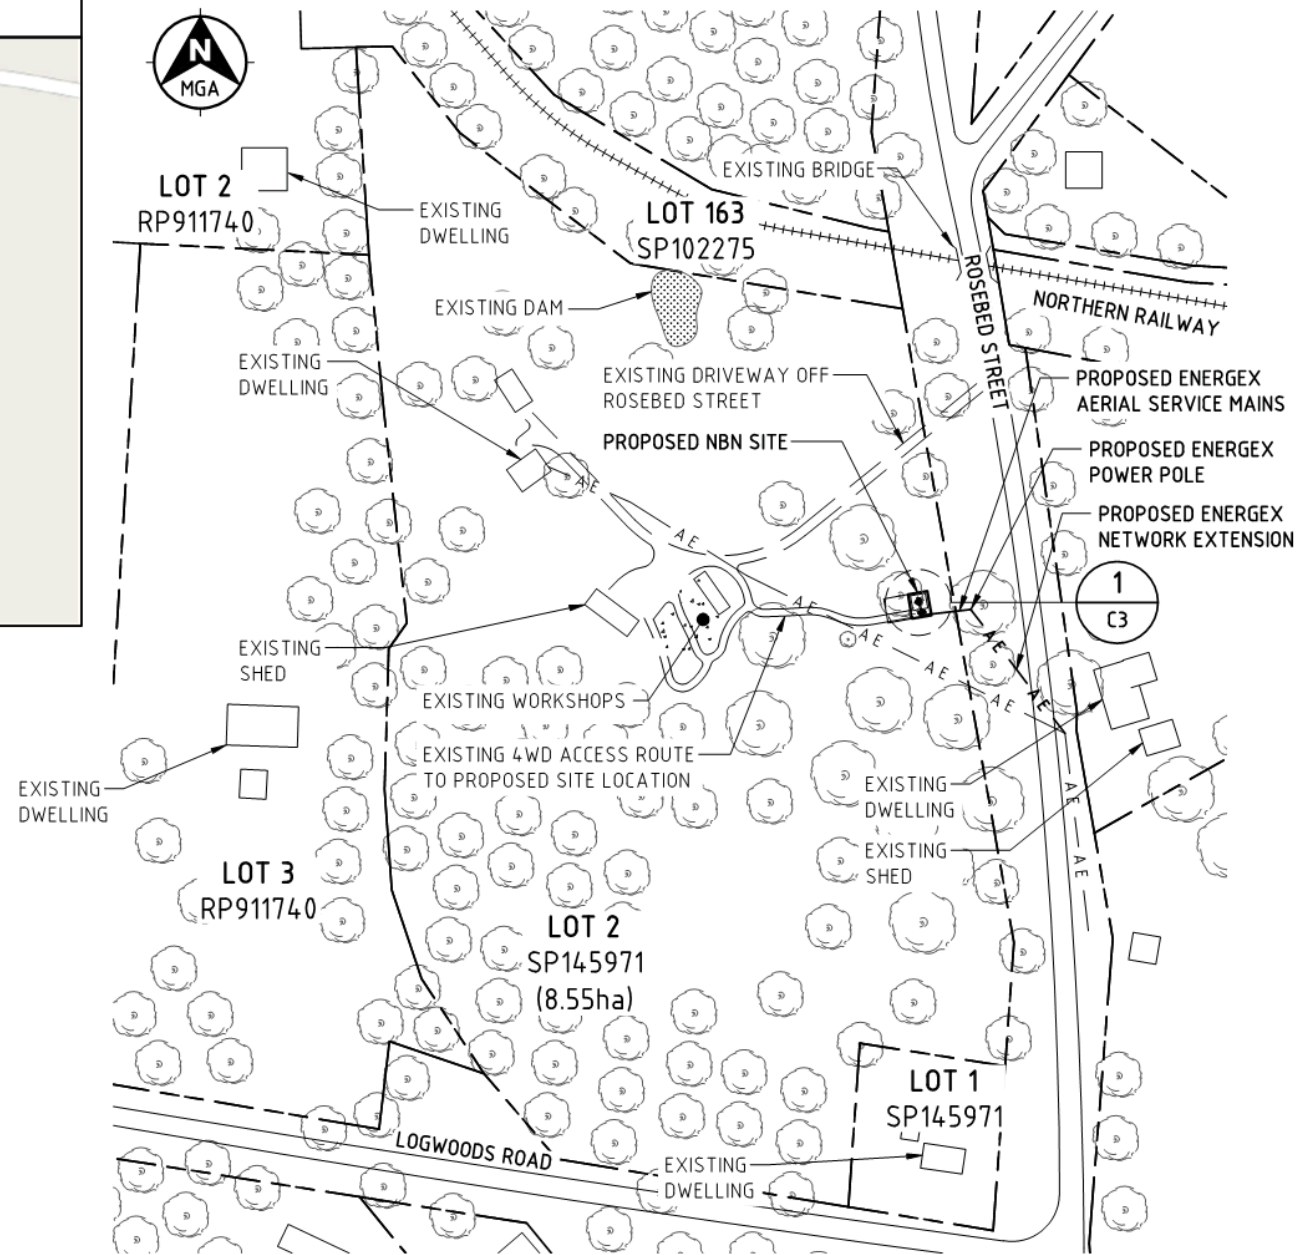 N
MGA
EXISTING BRIDGE
LOT 2
RP911740
EXISTING
DWELLING
LOT 163
SP102275
ROSEBED STREET
NORTHERN RAILWAY
EXISTING DAM
EXISTING
DWELLING
EXISTING DRIVEWAY OFF
ROSEBED STREET
PROPOSED ENERGEX
AERIAL SERVICE MAINS
PROPOSED NBN SITE
PROPOSED ENERGEX
POWER POLE
AE
PROPOSED ENERGEX
NETWORK EXTENSION
AE
1
C3
AE
AE
AE
AE
AE
AE
EXISTING
SHED
EXISTING WORKSHOPS
EXISTING 4WD ACCESS ROUTE
TO PROPOSED SITE LOCATION
EXISTING
DWELLING
EXISTING
DWELLING
AE
AE
EXISTING
SHED
LOT 3
RP911740
LOT 2
SP145971
(8.55ha)
LOT 1
SP145971
LOGWOODS ROAD
EXISTING
DWELLING